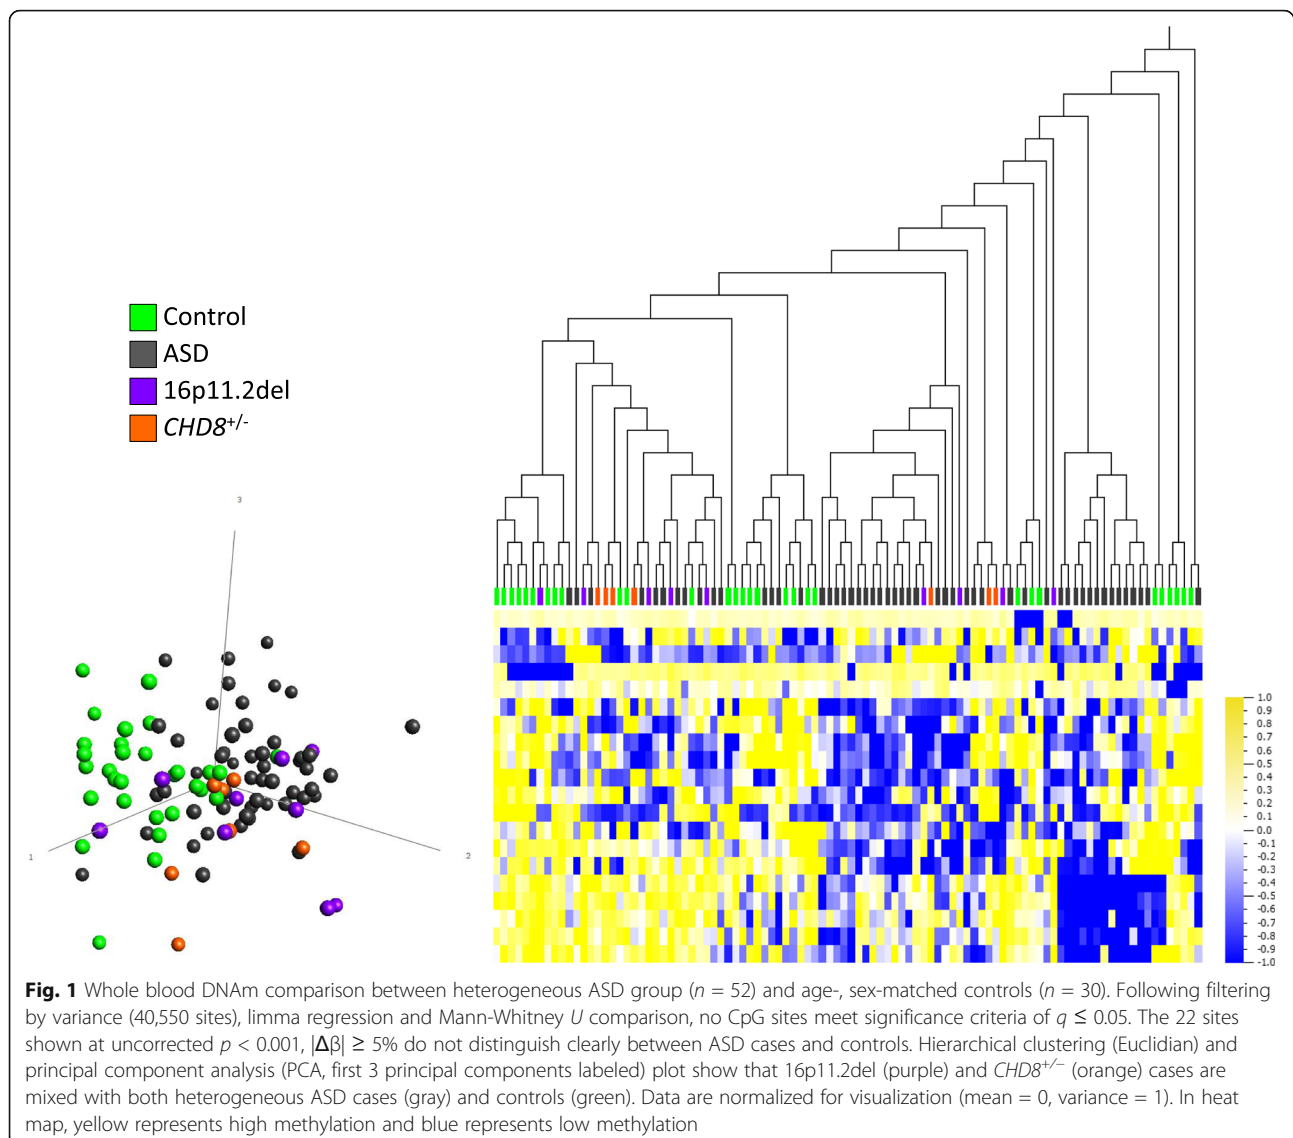 Control
ASD
16p11.2del
CHD8+/-
3
1
2
1.0
0.9
0.8
0.7
0.6
0.5
0.4
0.3
0.2
0.1
0.0
-0.1
-0.2
-0.3
-0.4
-0.5
-0.6
-0.7
-0.8
-0.9
-1.0
Fig. 1 Whole blood DNAm comparison between heterogeneous ASD group (n = 52) and age-, sex-matched controls (n = 30). Following filtering
by variance (40,550 sites), limma regression and Mann-Whitney U comparison, no CpG sites meet significance criteria of q ≤ 0.05. The 22 sites
shown at uncorrected p < 0.001, |Δβ| ≥ 5% do not distinguish clearly between ASD cases and controls. Hierarchical clustering (Euclidian) and
principal component analysis (PCA, first 3 principal components labeled) plot show that 16p11.2del (purple) and CHD8+/− (orange) cases are
mixed with both heterogeneous ASD cases (gray) and controls (green). Data are normalized for visualization (mean = 0, variance = 1). In heat
map, yellow represents high methylation and blue represents low methylation